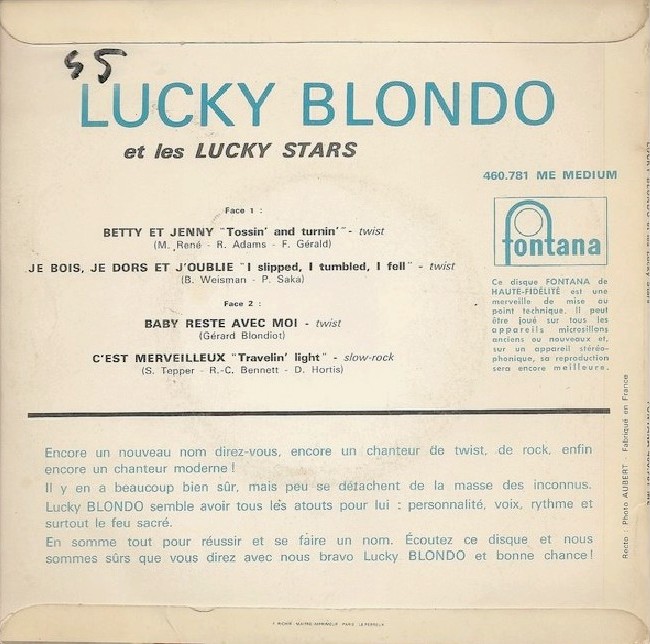 45
LUCKY BLONDO
et les LUCKY STARS
460.781 ME MEDIUM
Face 1 :
BETTY ET JENNY "Tossin' and turnin'" - twist
(M. René - R. Adams - F. Gérald)
JE BOIS, JE DORS ET J'OUBLIE "I slipped, I tumbled, I fell" - twist
(B. Weisman - P. Saka)
Face 2 :
BABY RESTE AVEC MOI - twist
(Gérard Blondiot)
C'EST MERVEILLEUX "Travelin' light" - slow-rock
(S. Tepper - R.-C. Bennett - D. Hortis)
fontana
Ce disque FONTANA de
HAUTE-FIDÉLITÉ est une
merveille de mise au
point technique. Il peut
être joué sur tous les
appareils microsillons
anciens ou nouveaux et,
sur un appareil stéréo-
phonique, sa reproduction
sera encore meilleure.
Encore un nouveau nom direz-vous, encore un chanteur de twist, de rock, enfin
encore un chanteur moderne !
Il y en a beaucoup bien sûr, mais peu se détachent de la masse des inconnus.
Lucky BLONDO semble avoir tous les atouts pour lui : personnalité, voix, rythme et
surtout le feu sacré.
En somme tout pour réussir et se faire un nom. Écoutez ce disque et nous
sommes sûrs que vous direz avec nous bravo Lucky BLONDO et bonne chance !
Recto : Photo AUBERT - Fabriqué en France